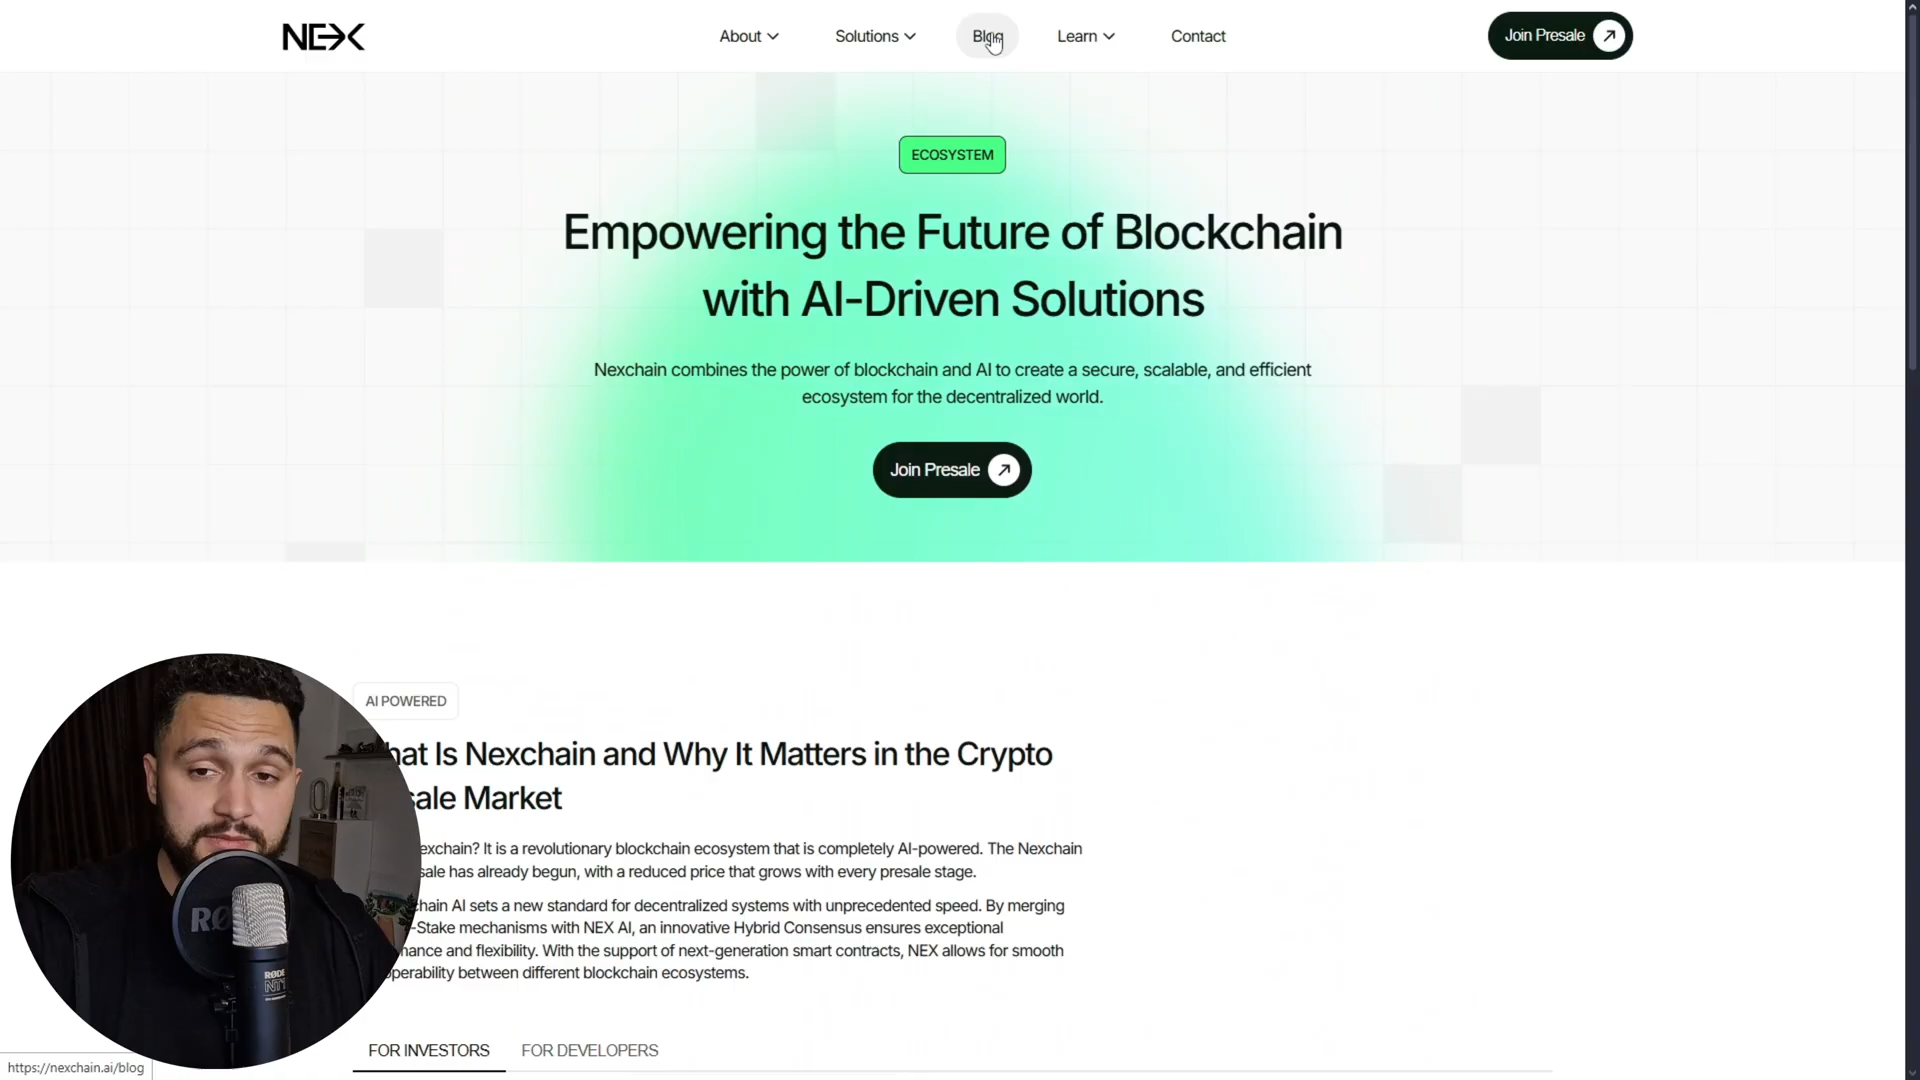 NEX
About
Solutions
Blog
Learn
Contact
Join Presale
ECOSYSTEM
Empowering the Future of Blockchain
with AI-Driven Solutions
Nexchain combines the power of blockchain and AI to create a secure, scalable, and efficient
ecosystem for the decentralized world.
Join Presale
AI POWERED
hat Is Nexchain and Why It Matters in the Crypto
sale Market
exchain? It is a revolutionary blockchain ecosystem that is completely AI-powered. The Nexchain
sale has already begun, with a reduced price that grows with every presale stage.
chain AI sets a new standard for decentralized systems with unprecedented speed. By merging
-Stake mechanisms with NEX AI, an innovative Hybrid Consensus ensures exceptional
mance and flexibility. With the support of next-generation smart contracts, NEX allows for smooth
perability between different blockchain ecosystems.
RØDE
NT1
FOR INVESTORS
FOR DEVELOPERS
https://nexchain.ai/blog